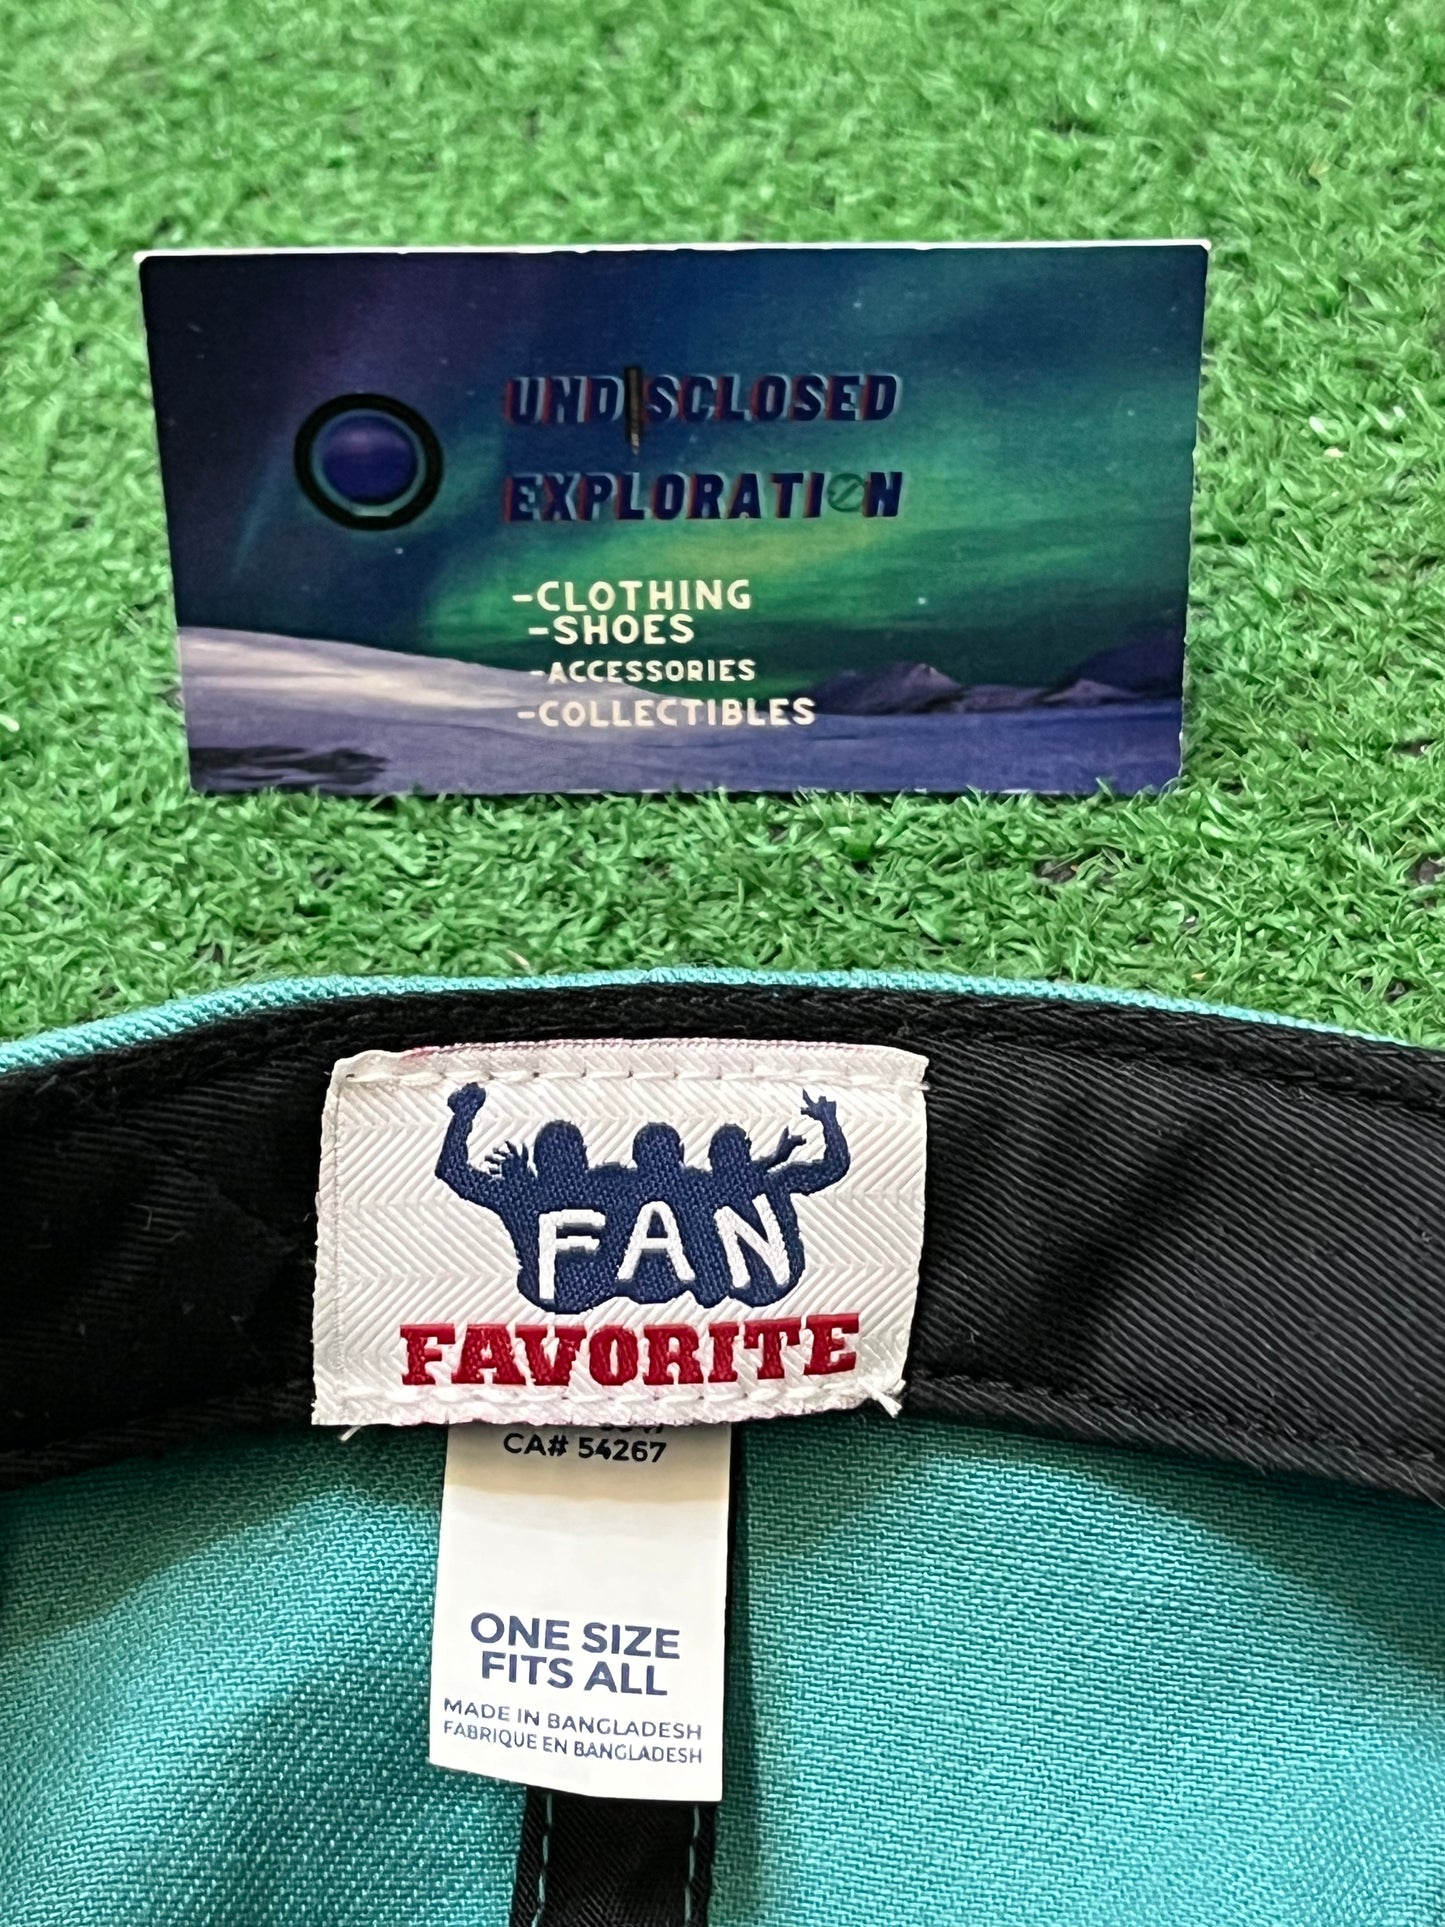 UNDISCLOSED
EXPLORATION
-CLOTHING
-SHOES
-ACCESSORIES
-COLLECTIBLES
FAN
FAVORITE
CA# 54267
ONE SIZE
FITS ALL
MADE IN BANGLADESH
FABRIQUE EN BANGLADESH